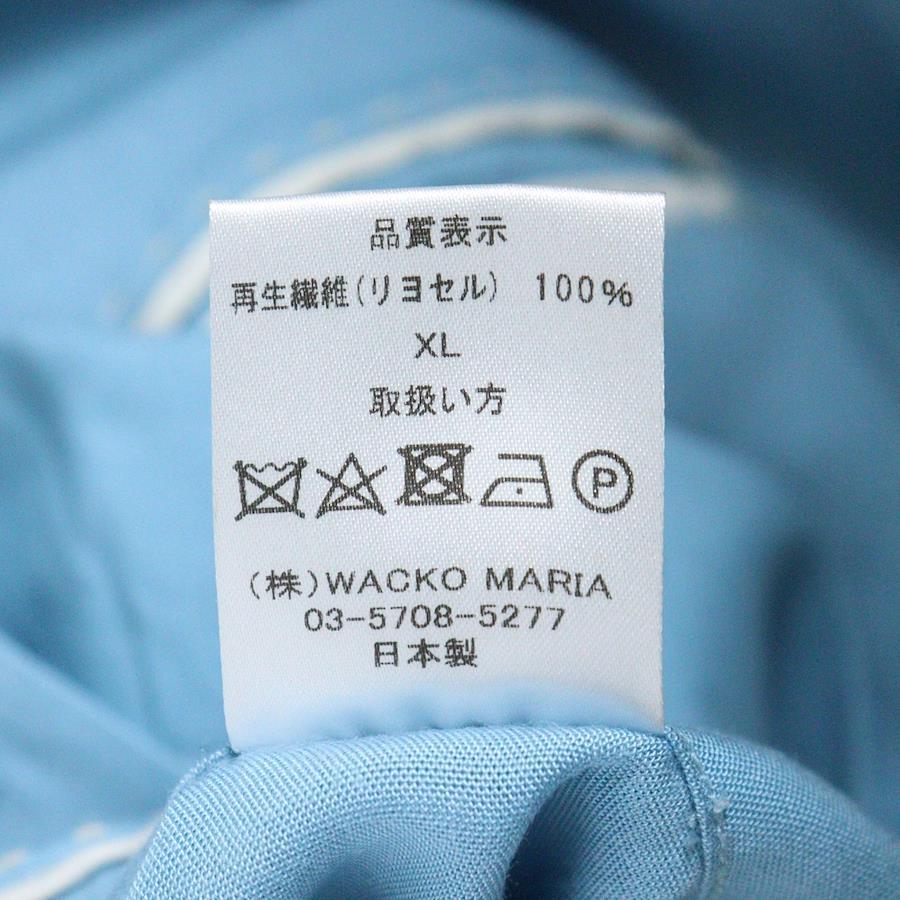 品質表示
再生繊維(リヨセル) 100%
XL
取扱い方
P
(株)WACKO MARIA
03-5708-5277
日本製